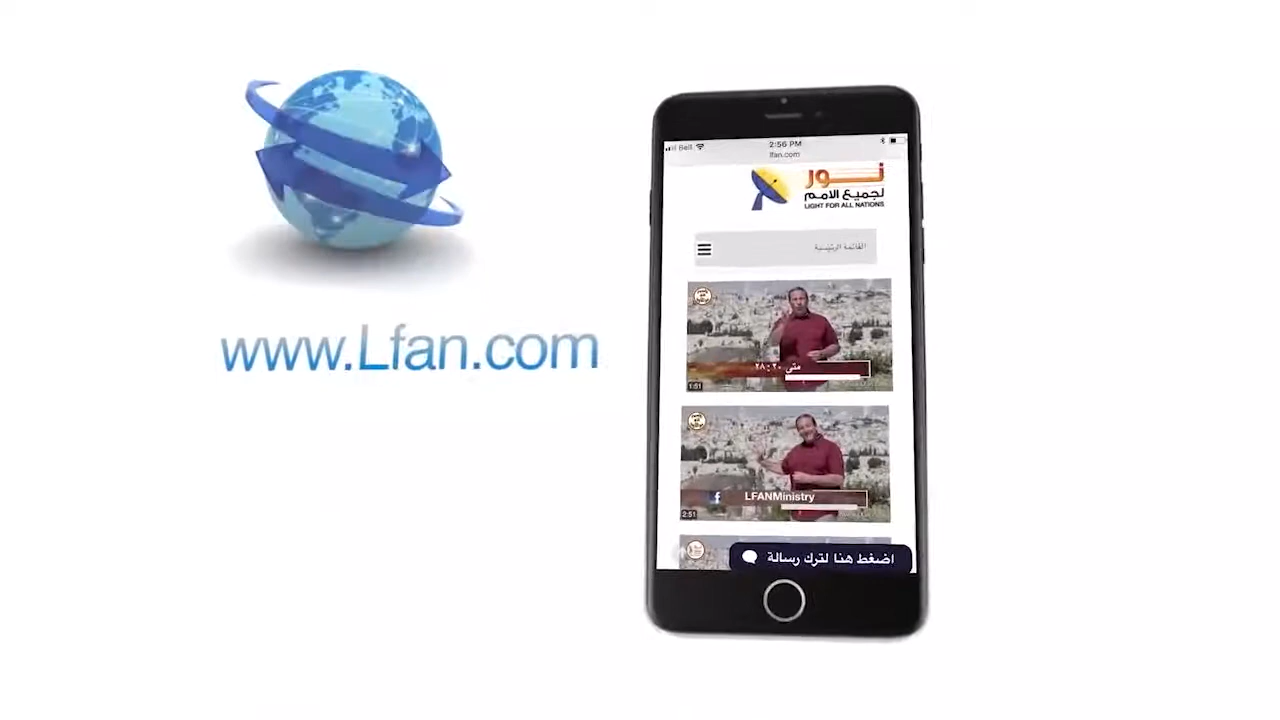 www.Lfan.com
Bell
2:56 PM
lfan.com
نور
لجميع الامم
LIGHT FOR ALL NATIONS
القائمة الرئيسية
متى ٢٠ : ٢٨
1:51
LFANMinistry
2:51
اضغط هنا لترك رسالة